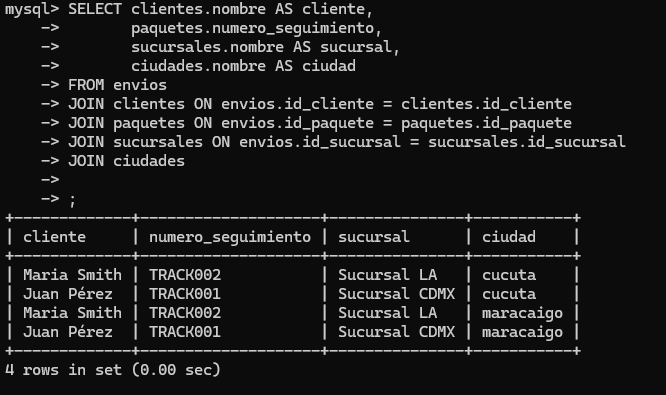 mysql> SELECT clientes.nombre AS cliente,
    ->        paquetes.numero_seguimiento,
    ->        sucursales.nombre AS sucursal,
    ->        ciudades.nombre AS ciudad
    -> FROM envios
    -> JOIN clientes ON envios.id_cliente = clientes.id_cliente
    -> JOIN paquetes ON envios.id_paquete = paquetes.id_paquete
    -> JOIN sucursales ON envios.id_sucursal = sucursales.id_sucursal
    -> JOIN ciudades
    ->
    -> ;
+-------------+--------------------+---------------+-----------+
| cliente     | numero_seguimiento | sucursal      | ciudad    |
+-------------+--------------------+---------------+-----------+
| Maria Smith | TRACK002           | Sucursal LA   | cucuta    |
| Juan Pérez  | TRACK001           | Sucursal CDMX | cucuta    |
| Maria Smith | TRACK002           | Sucursal LA   | maracaigo |
| Juan Pérez  | TRACK001           | Sucursal CDMX | maracaigo |
+-------------+--------------------+---------------+-----------+
4 rows in set (0.00 sec)